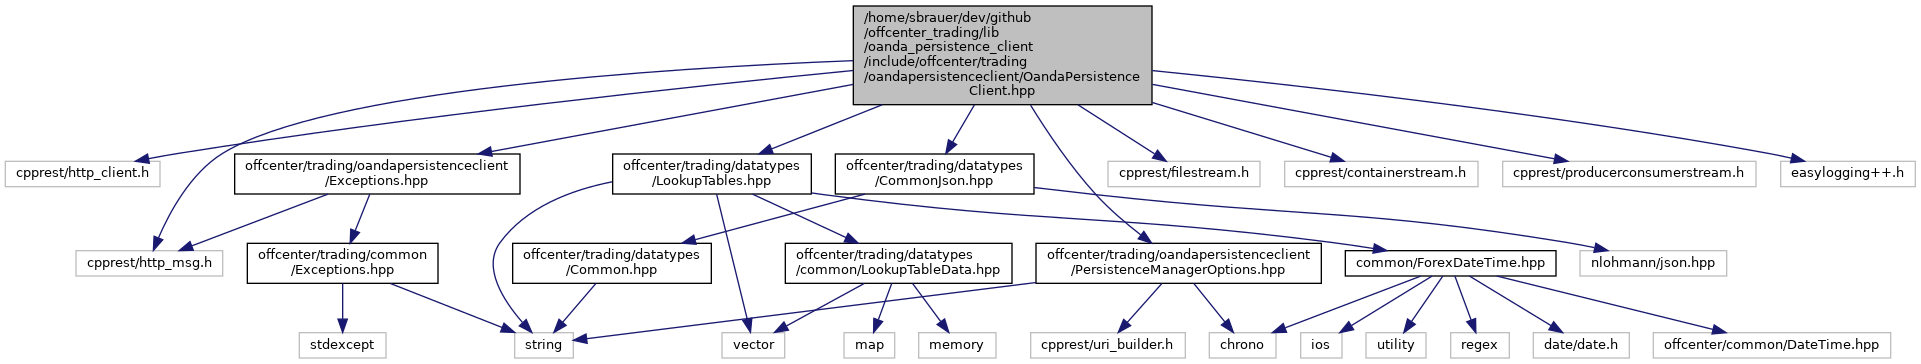 /home/sbrauer/dev/github
/offcenter_trading/lib
/oanda_persistence_client
/include/offcenter/trading
/oandapersistenceclient/OandaPersistence
Client.hpp
cpprest/http_client.h
offcenter/trading/oandapersistenceclient
/Exceptions.hpp
offcenter/trading/datatypes
/LookupTables.hpp
offcenter/trading/datatypes
/CommonJson.hpp
cpprest/filestream.h
cpprest/containerstream.h
cpprest/producerconsumerstream.h
easylogging++.h
cpprest/http_msg.h
offcenter/trading/common
/Exceptions.hpp
offcenter/trading/datatypes
/Common.hpp
offcenter/trading/datatypes
/common/LookupTableData.hpp
offcenter/trading/oandapersistenceclient
/PersistenceManagerOptions.hpp
common/ForexDateTime.hpp
nlohmann/json.hpp
stdexcept
string
vector
map
memory
cpprest/uri_builder.h
chrono
ios
utility
regex
date/date.h
offcenter/common/DateTime.hpp